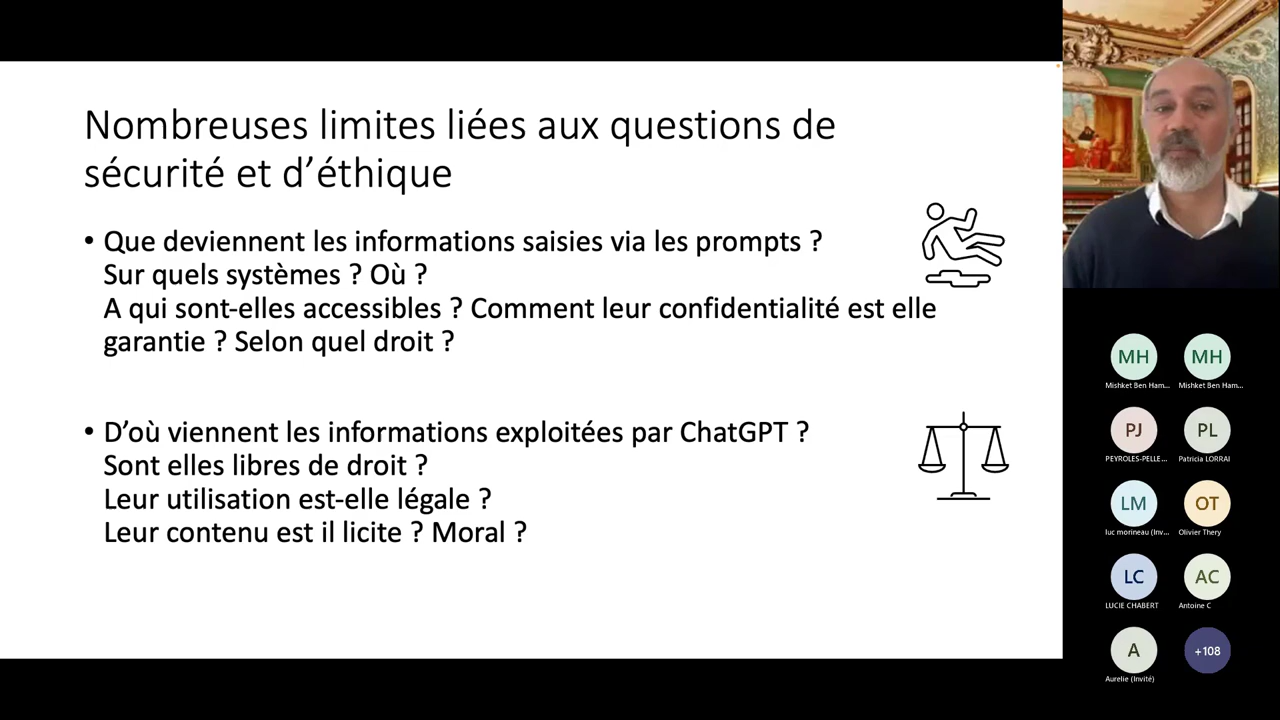 Nombreuses limites liées aux questions de
sécurité et d’éthique
• Que deviennent les informations saisies via les prompts ?
Sur quels systèmes ? Où ?
A qui sont-elles accessibles ? Comment leur confidentialité est elle
garantie ? Selon quel droit ?
• D’où viennent les informations exploitées par ChatGPT ?
Sont elles libres de droit ?
Leur utilisation est-elle légale ?
Leur contenu est il licite ? Moral ?
MH MH
Mishket Ben Ham... Mishket Ben Ham...
PJ PL
PEYROLES-PELLE... Patricia LORRAI
LM OT
luc morineau (Inv... Olivier Thery
LC AC
LUCIE CHABERT Antoine C
A +108
Aurelie (Invité)